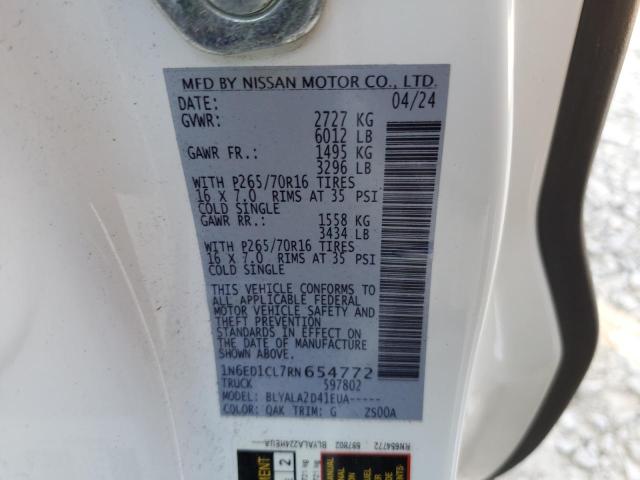 MFD BY NISSAN MOTOR CO., LTD.
DATE: 04/24
GVWR: 2727 KG
6012 LB
GAWR FR.: 1495 KG
3296 LB
WITH P265/70R16 TIRES
16 X 7.0 RIMS AT 35 PSI
COLD SINGLE
GAWR RR.: 1558 KG
3434 LB
WITH P265/70R16 TIRES
16 X 7.0 RIMS AT 35 PSI
COLD SINGLE
THIS VEHICLE CONFORMS TO
ALL APPLICABLE FEDERAL
MOTOR VEHICLE SAFETY AND
THEFT PREVENTION
STANDARDS IN EFFECT ON
THE DATE OF MANUFACTURE
SHOWN ABOVE.
1N6ED1CL7RN654772
TRUCK 597802
MODEL: BLYALA2D41EUA-----
COLOR: QAK TRIM: G ZS00A
RN654772 597802